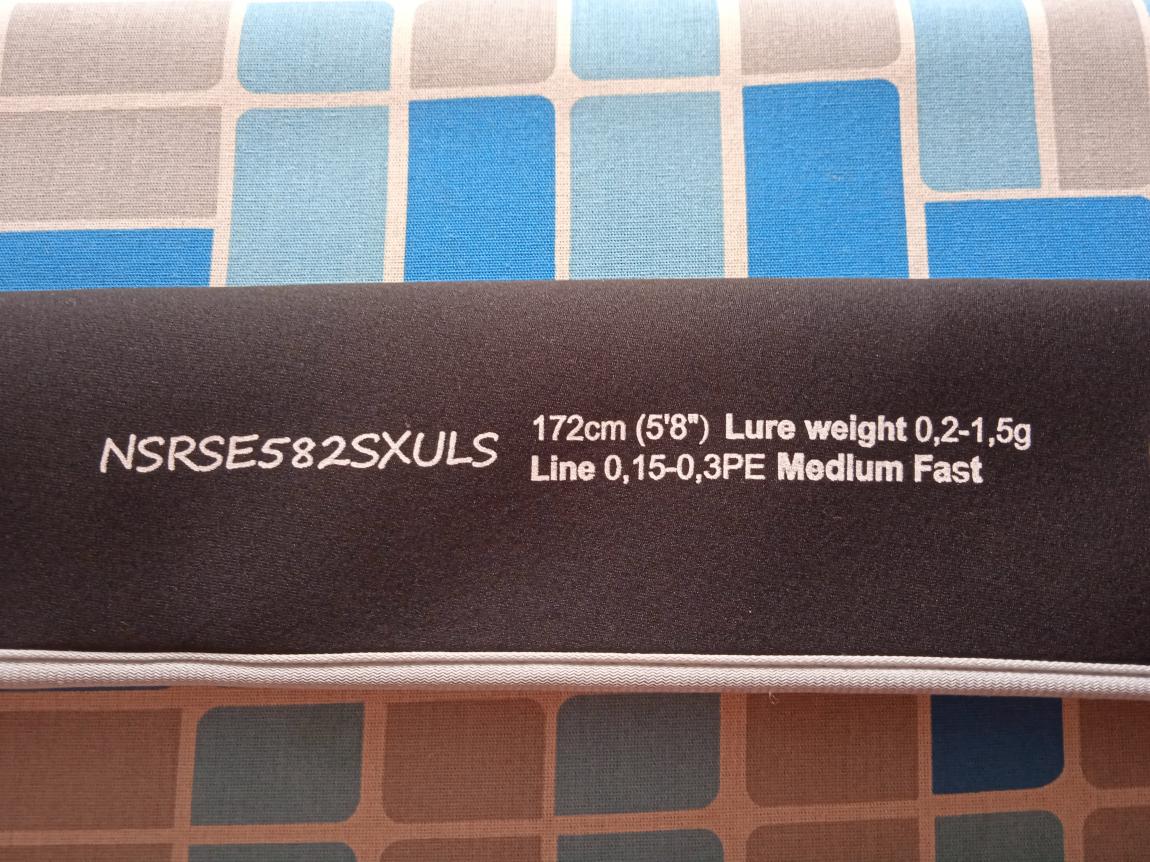 NSRSE582SXULS
172cm (5'8") Lure weight 0,2-1,5g
Line 0,15-0,3PE Medium Fast